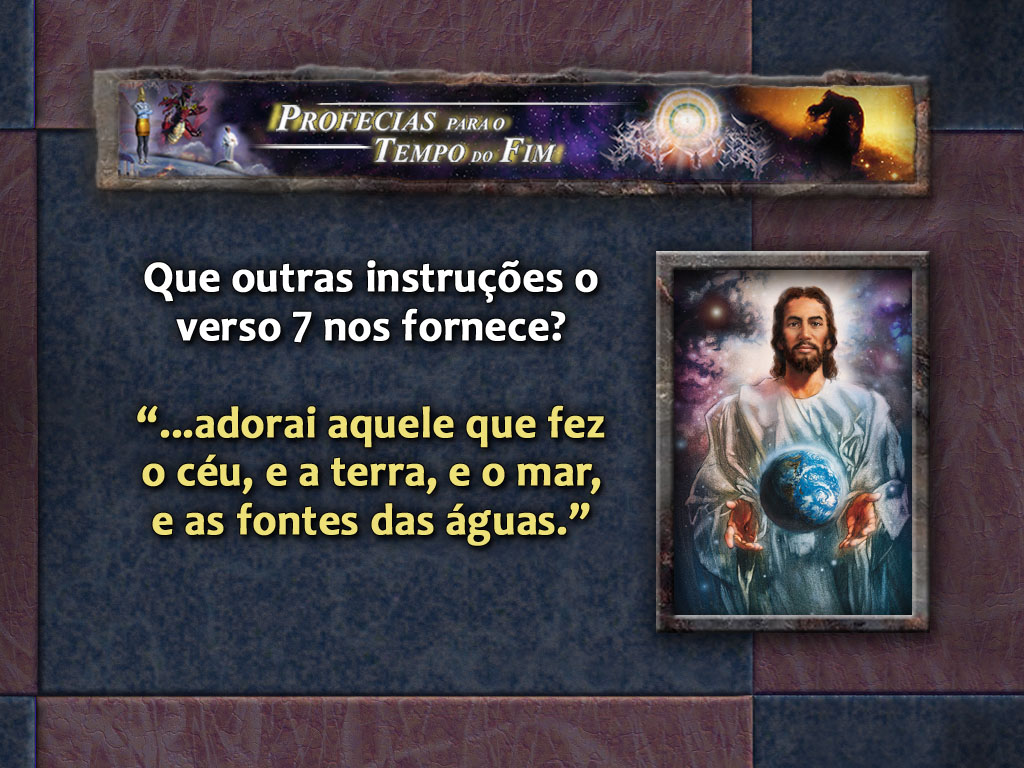 PROFECIAS PARA O
TEMPO DO FIM
Que outras instruções o
verso 7 nos fornece?
“...adorai aquele que fez
o céu, e a terra, e o mar,
e as fontes das águas.”